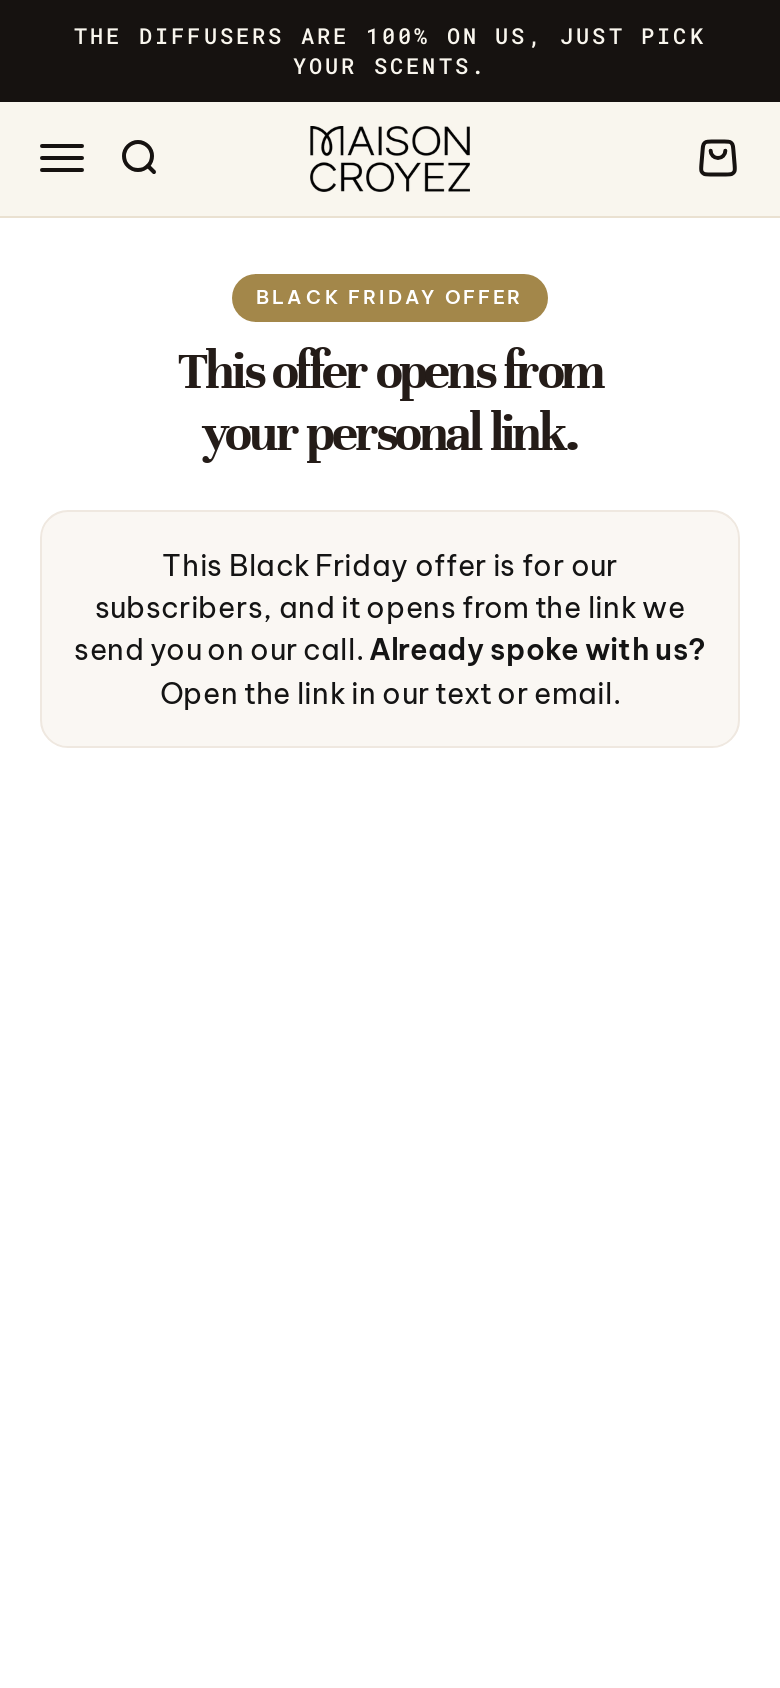 THE DIFFUSERS ARE 100% ON US, JUST PICK
YOUR SCENTS.
MAISON
CROYEZ
BLACK FRIDAY OFFER
This offer opens from
your personal link.
This Black Friday offer is for our
subscribers, and it opens from the link we
send you on our call. Already spoke with us?
Open the link in our text or email.